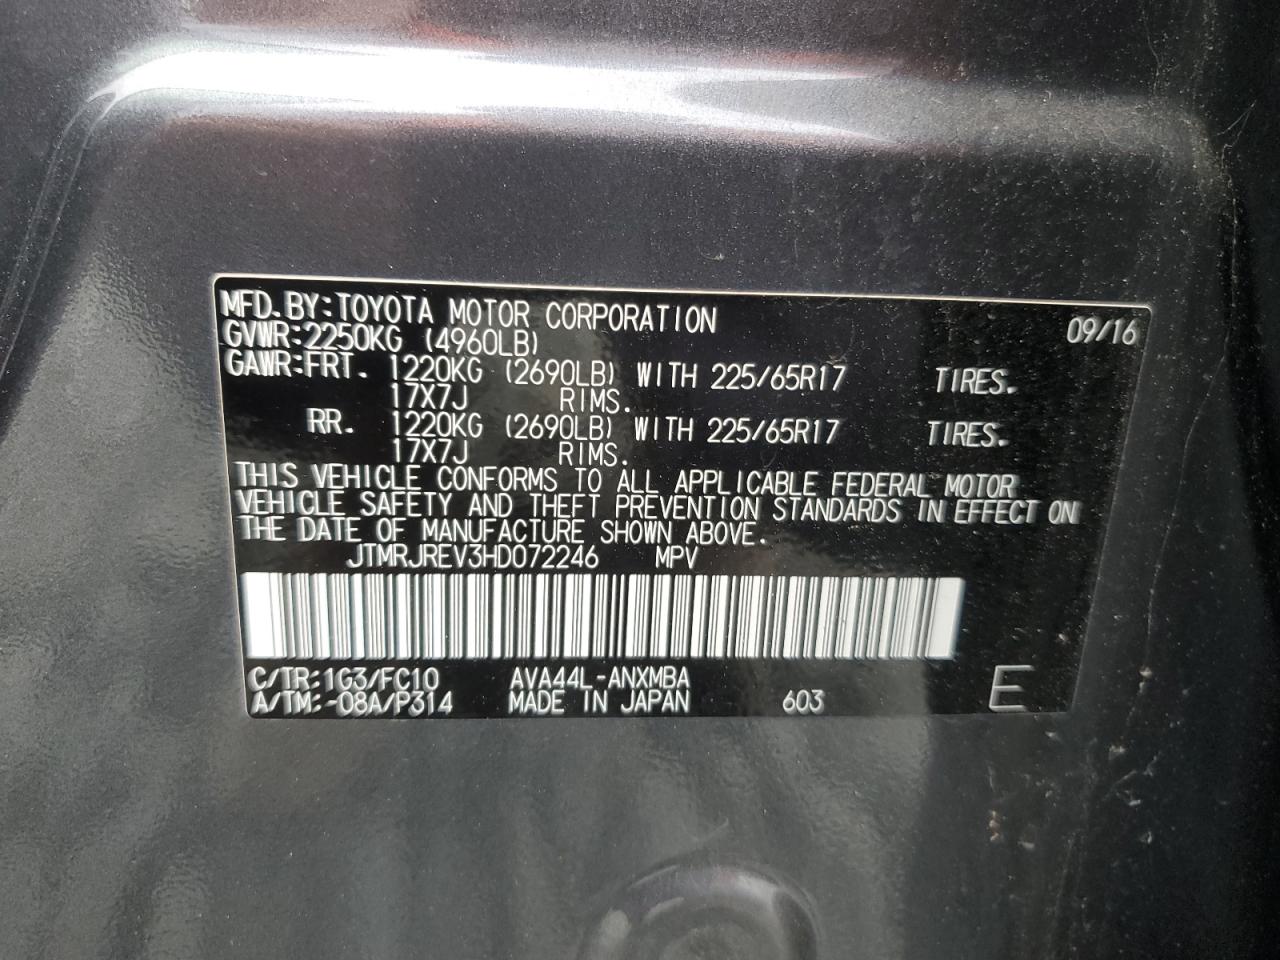 MFD.BY:TOYOTA MOTOR CORPORATION 09/16
GVWR:2250KG (4960LB)
GAWR:FRT. 1220KG (2690LB) WITH 225/65R17 TIRES.
17X7J RIMS.
RR. 1220KG (2690LB) WITH 225/65R17 TIRES.
17X7J RIMS.
THIS VEHICLE CONFORMS TO ALL APPLICABLE FEDERAL MOTOR
VEHICLE SAFETY AND THEFT PREVENTION STANDARDS IN EFFECT ON
THE DATE OF MANUFACTURE SHOWN ABOVE.
JTMRJREV3HD072246 MPV
C/TR:1G3/FC10 AVA44L-ANXMBA
A/TM:-08A/P314 MADE IN JAPAN 603 E